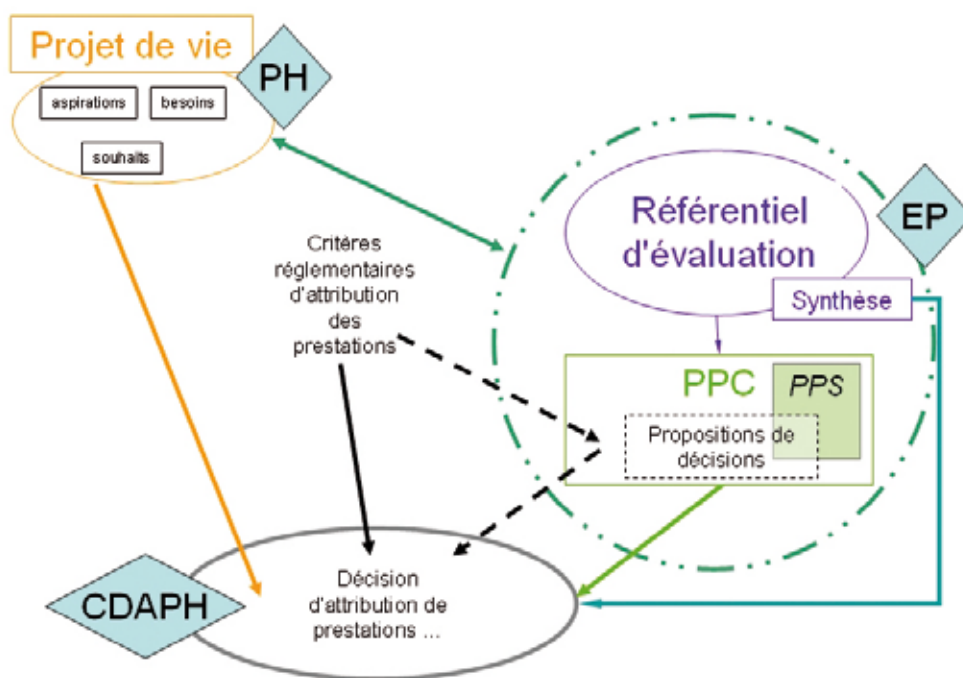 Projet de vie
PH
aspirations
besoins
souhaits
Référentiel
d'évaluation
EP
Synthèse
Critères
réglementaires
d'attribution
des
prestations
PPC
PPS
Propositions de
décisions
CDAPH
Décision
d'attribution de
prestations ...